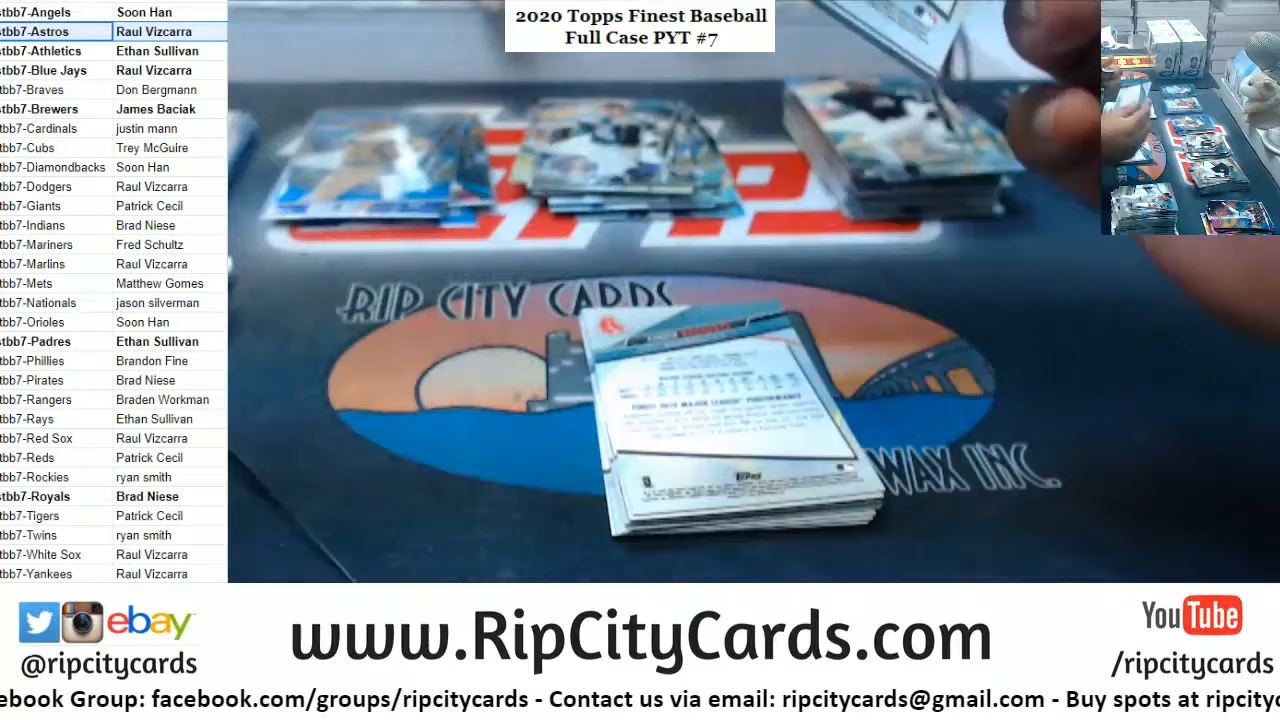 2020 Topps Finest Baseball
Full Case PYT #7
tbb7-Angels Soon Han
stbb7-Astros Raul Vizcarra
stbb7-Athletics Ethan Sullivan
stbb7-Blue Jays Raul Vizcarra
tbb7-Braves Don Bergmann
stbb7-Brewers James Baciak
tbb7-Cardinals justin mann
tbb7-Cubs Trey McGuire
tbb7-Diamondbacks Soon Han
tbb7-Dodgers Raul Vizcarra
tbb7-Giants Patrick Cecil
tbb7-Indians Brad Niese
tbb7-Mariners Fred Schultz
tbb7-Marlins Raul Vizcarra
tbb7-Mets Matthew Gomes
tbb7-Nationals jason silverman
tbb7-Orioles Soon Han
stbb7-Padres Ethan Sullivan
tbb7-Phillies Brandon Fine
tbb7-Pirates Brad Niese
tbb7-Rangers Braden Workman
tbb7-Rays Ethan Sullivan
tbb7-Red Sox Raul Vizcarra
tbb7-Reds Patrick Cecil
tbb7-Rockies ryan smith
stbb7-Royals Brad Niese
tbb7-Tigers Patrick Cecil
tbb7-Twins ryan smith
tbb7-White Sox Raul Vizcarra
tbb7-Yankees Raul Vizcarra
RIP CITY CARDS
WAX INC.
ebay
@ripcitycards
www.RipCityCards.com
YouTube
/ripcitycards
ebook Group: facebook.com/groups/ripcitycards - Contact us via email: ripcitycards@gmail.com - Buy spots at ripcity